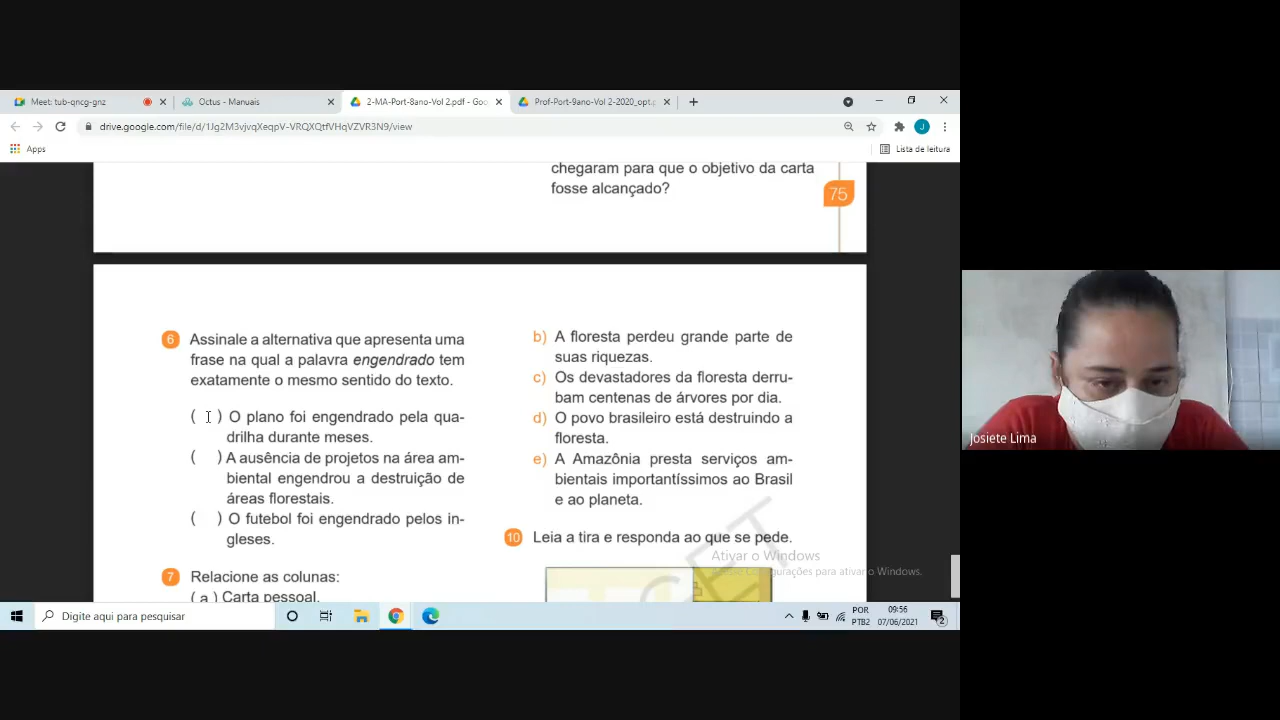 Meet: tub-qncg-gnz
Octus - Manuais
2-MA-Port-8ano-Vol 2.pdf - Goo
Prof-Port-9ano-Vol 2-2020_opt.p
drive.google.com/file/d/1Jg2M3vjvqXeqpV-VRQXQtfVHqVZVR3N9/view
Apps
Lista de leitura
chegaram para que o objetivo da carta
fosse alcançado?
75
6 Assinale a alternativa que apresenta uma
frase na qual a palavra engendrado tem
exatamente o mesmo sentido do texto.
( ) O plano foi engendrado pela qua-
drilha durante meses.
( ) A ausência de projetos na área am-
biental engendrou a destruição de
áreas florestais.
( ) O futebol foi engendrado pelos in-
gleses.
7 Relacione as colunas:
( a ) Carta pessoal.
b) A floresta perdeu grande parte de
suas riquezas.
c) Os devastadores da floresta derru-
bam centenas de árvores por dia.
d) O povo brasileiro está destruindo a
floresta.
e) A Amazônia presta serviços am-
bientais importantíssimos ao Brasil
e ao planeta.
10 Leia a tira e responda ao que se pede.
Ativar o Windows
configurações para ativar o Windows.
Josiete Lima
Digite aqui para pesquisar
POR
PTB2
09:56
07/06/2021
2